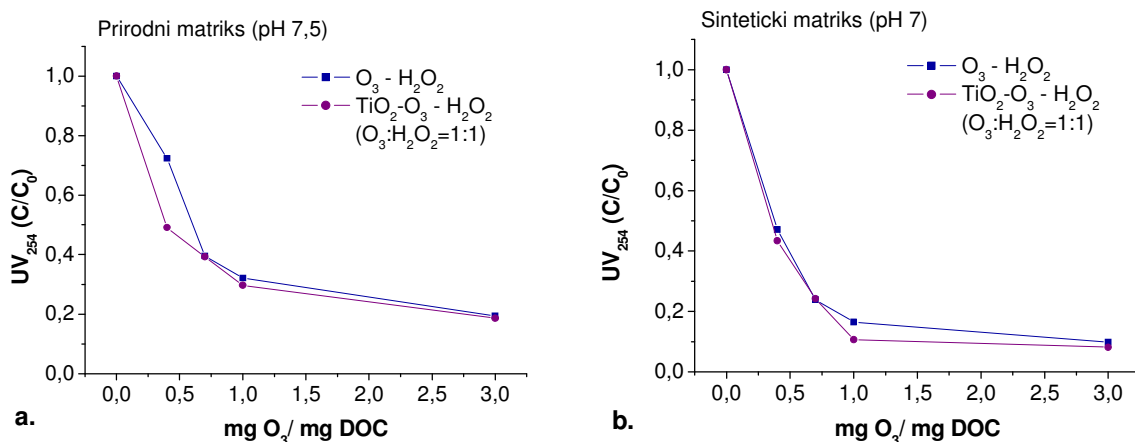 Prirodni matriks (pH 7,5)
O₃ - H₂O₂
TiO₂-O₃ - H₂O₂
(O₃:H₂O₂=1:1)
1,0
0,8
0,6
0,4
0,2
0,0
UV₂₅₄ (C/C₀)
0,0 0,5 1,0 1,5 2,0 2,5 3,0
mg O₃/ mg DOC
a.
Sinteticki matriks (pH 7)
O₃ - H₂O₂
TiO₂-O₃ - H₂O₂
(O₃:H₂O₂=1:1)
1,0
0,8
0,6
0,4
0,2
0,0
UV₂₅₄ (C/C₀)
0,0 0,5 1,0 1,5 2,0 2,5 3,0
mg O₃/ mg DOC
b.